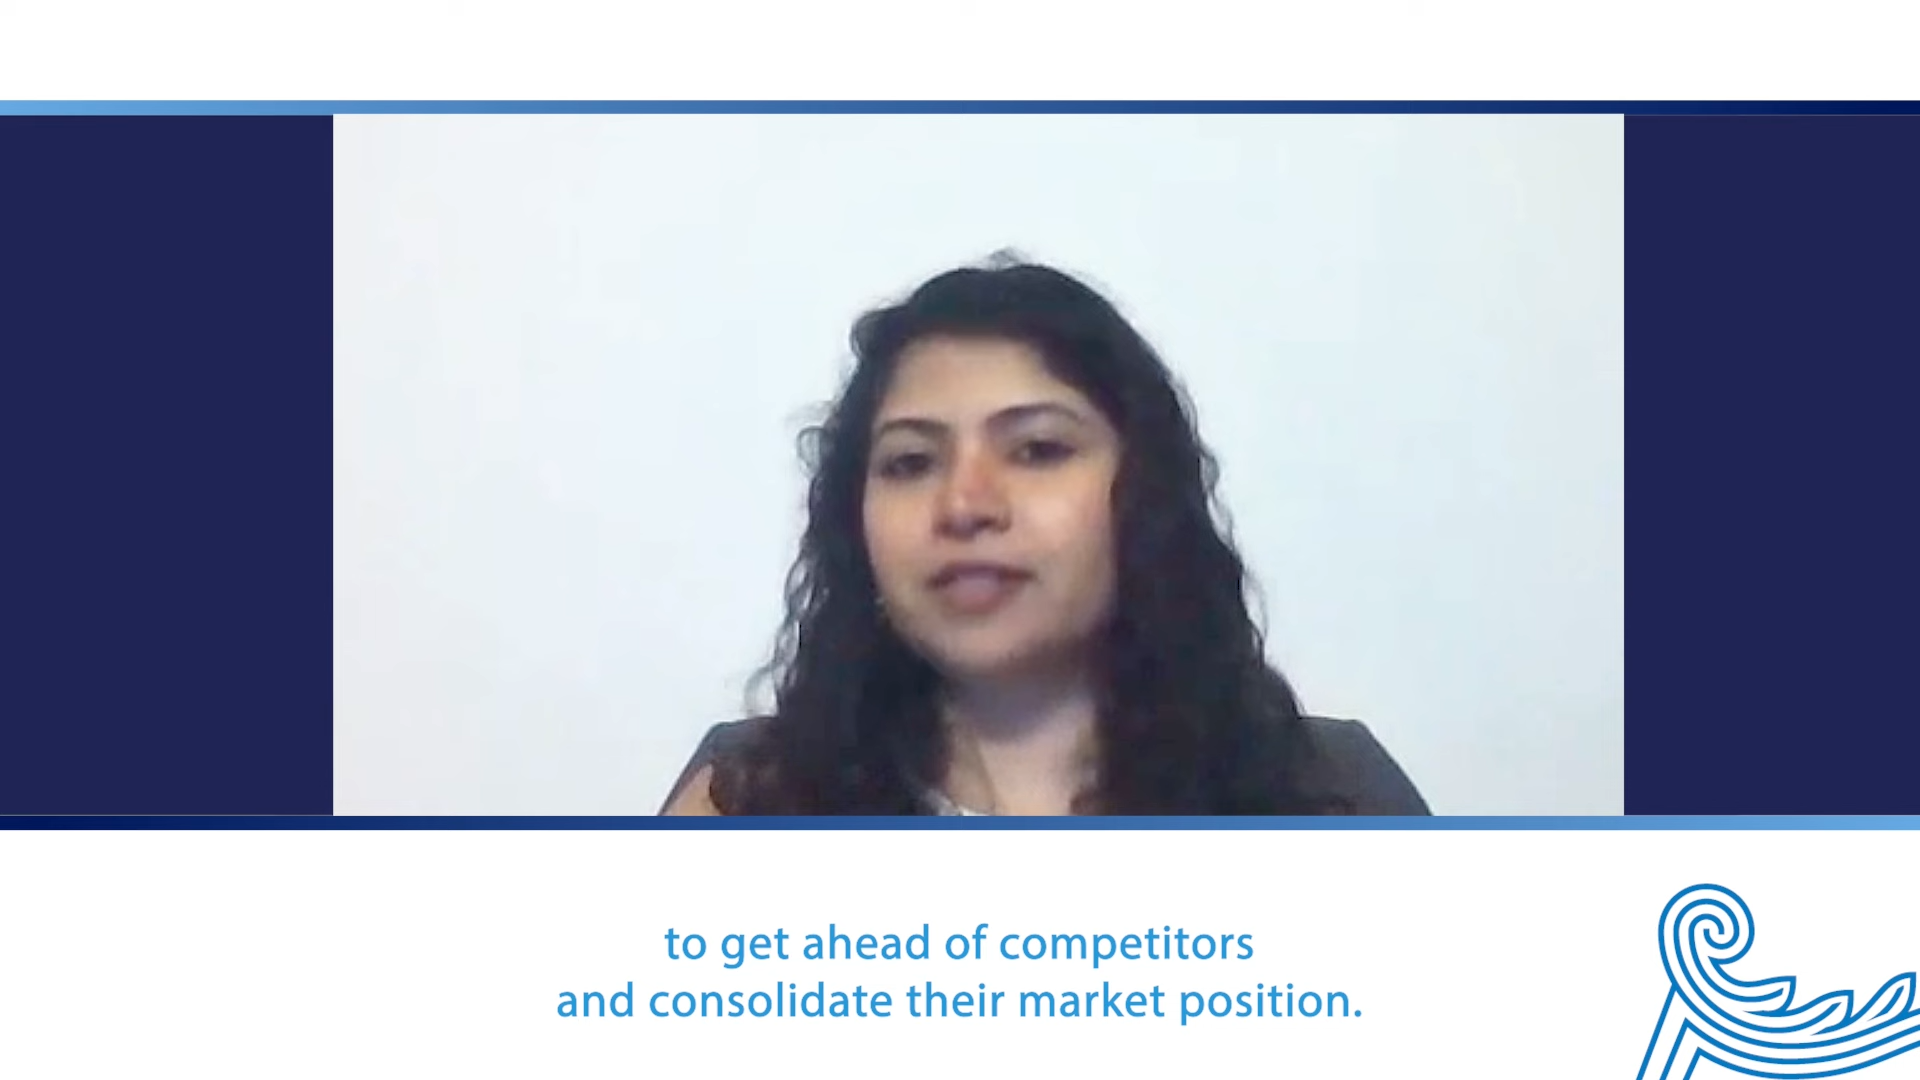 to get ahead of competitors
and consolidate their market position.